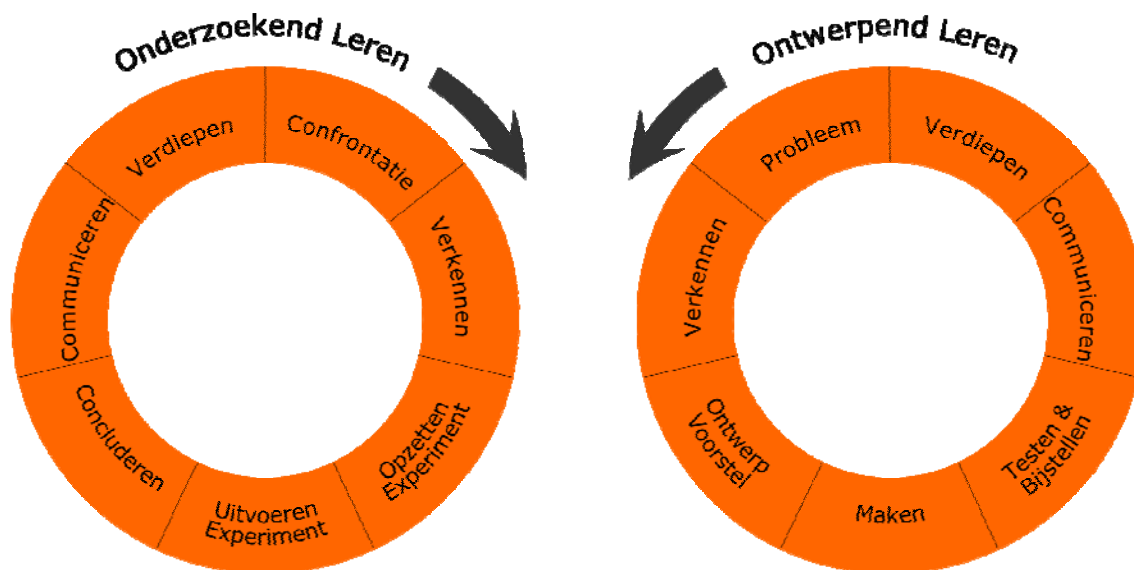 Onderzoekend Leren
Confrontatie
Verkennen
Opzetten
Experiment
Uitvoeren
Experiment
Concluderen
Communiceren
Verdiepen
Ontwerpend Leren
Probleem
Verkennen
Ontwerp
Voorstel
Maken
Testen &
Bijstellen
Communiceren
Verdiepen